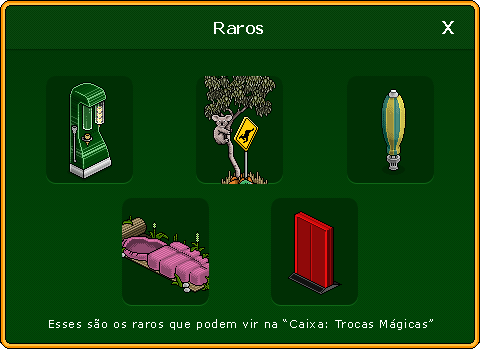 Raros
X
Esses são os raros que podem vir na “Caixa: Trocas Mágicas”